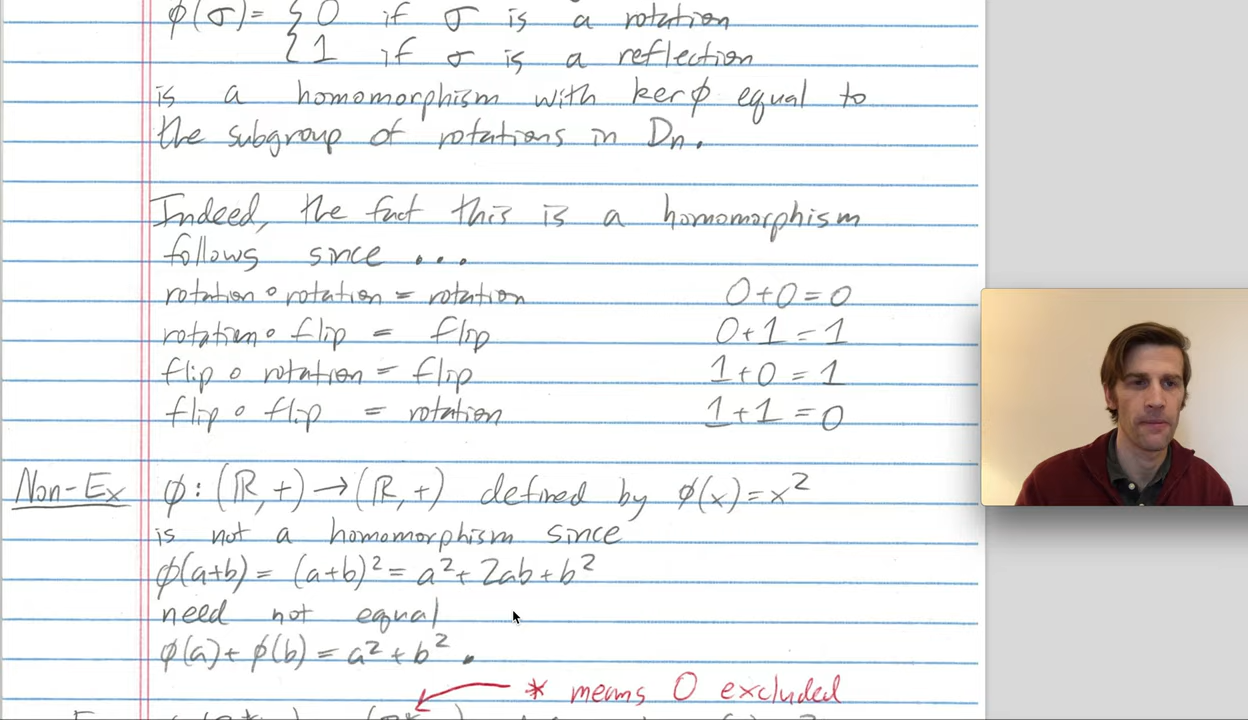 φ(σ) = { 0 if σ is a rotation
{ 1 if σ is a reflection
is a homomorphism with ker φ equal to
the subgroup of rotations in Dn.
Indeed, the fact this is a homomorphism
follows since ...
rotation ∘ rotation = rotation 0+0=0
rotation ∘ flip = flip 0+1=1
flip ∘ rotation = flip 1+0=1
flip ∘ flip = rotation 1+1=0
Non-Ex φ: (ℝ, +) → (ℝ, +) defined by φ(x)=x²
is not a homomorphism since
φ(a+b) = (a+b)² = a² + 2ab + b²
need not equal
φ(a) + φ(b) = a² + b².
* means 0 excluded